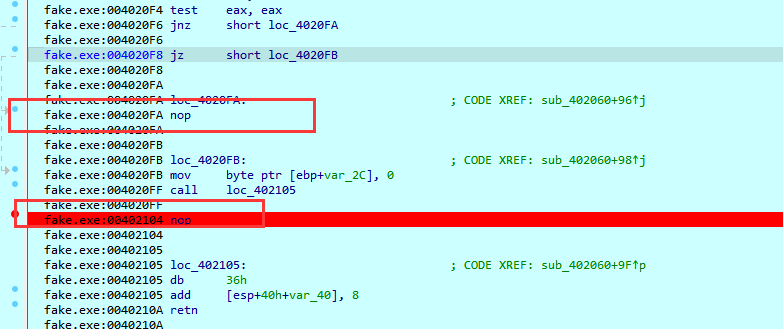 fake.exe:004020F4 test    eax, eax
fake.exe:004020F6 jnz     short loc_4020FA
fake.exe:004020F6
fake.exe:004020F8 jz      short loc_4020FB
fake.exe:004020F8
fake.exe:004020FA
fake.exe:004020FA loc_4020FA:                             ; CODE XREF: sub_402060+96↑j
fake.exe:004020FA nop
fake.exe:004020FA
fake.exe:004020FB
fake.exe:004020FB loc_4020FB:                             ; CODE XREF: sub_402060+98↑j
fake.exe:004020FB mov     byte ptr [ebp+var_2C], 0
fake.exe:004020FF call    loc_402105
fake.exe:004020FF
fake.exe:00402104 nop
fake.exe:00402104
fake.exe:00402105
fake.exe:00402105 loc_402105:                             ; CODE XREF: sub_402060+9F↑p
fake.exe:00402105 db      36h
fake.exe:00402105 add     [esp+40h+var_40], 8
fake.exe:0040210A retn
fake.exe:0040210A